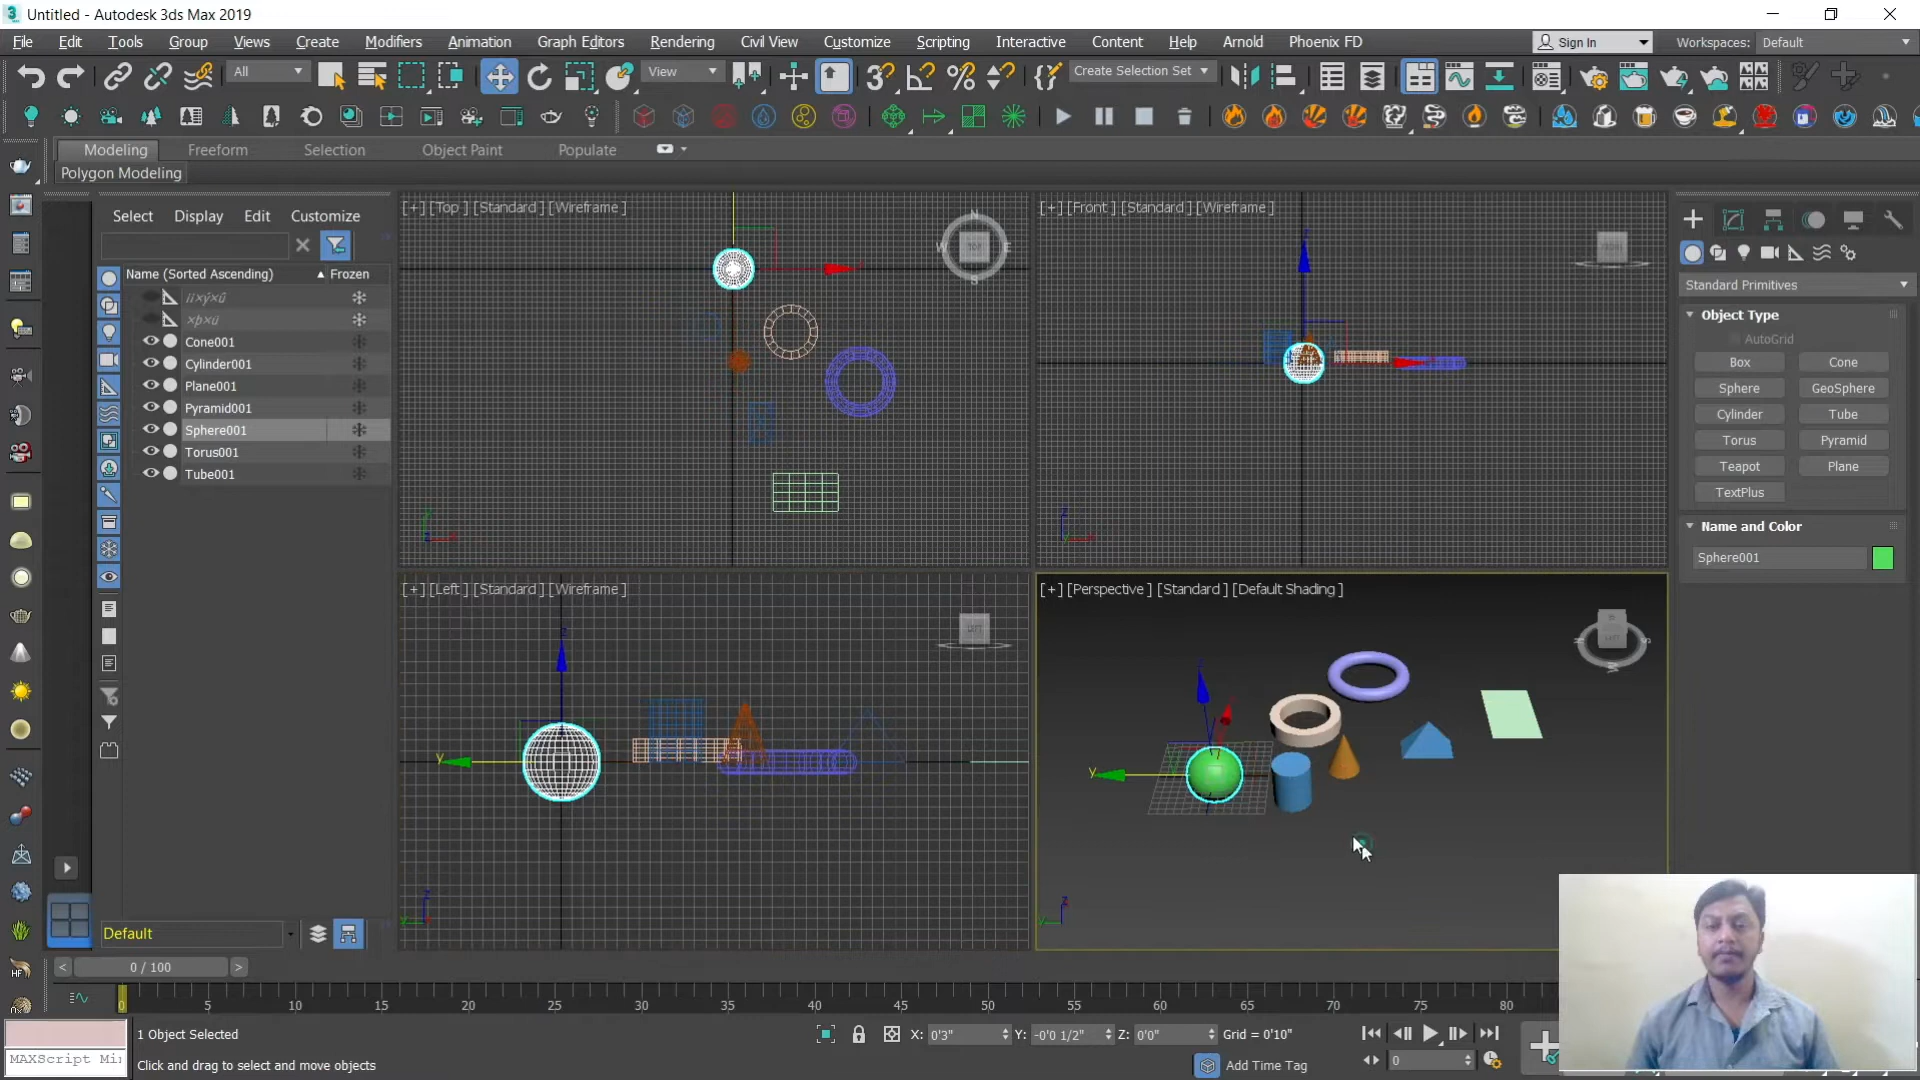 Untitled - Autodesk 3ds Max 2019
File Edit Tools Group Views Create Modifiers Animation Graph Editors Rendering Civil View Customize Scripting Interactive Content Help Arnold Phoenix FD Sign In Workspaces: Default
All View Create Selection Set
Modeling Freeform Selection Object Paint Populate
Polygon Modeling
Select Display Edit Customize
Name (Sorted Ascending) Frozen
Cone001
Cylinder001
Plane001
Pyramid001
Sphere001
Torus001
Tube001
Default
[+] [Top ] [Standard ] [Wireframe ]
[+] [Front ] [Standard ] [Wireframe ]
[+] [Left ] [Standard ] [Wireframe ]
[+] [Perspective ] [Standard ] [Default Shading ]
Standard Primitives
Object Type
AutoGrid
Box Cone
Sphere GeoSphere
Cylinder Tube
Torus Pyramid
Teapot Plane
TextPlus
Name and Color
Sphere001
< 0 / 100 >
5 10 15 20 25 30 35 40 45 50 55 60 65 70 75 80
1 Object Selected X: 0'3" Y: -0'0 1/2" Z: 0'0" Grid = 0'10"
MAXScript Mi Click and drag to select and move objects Add Time Tag 0